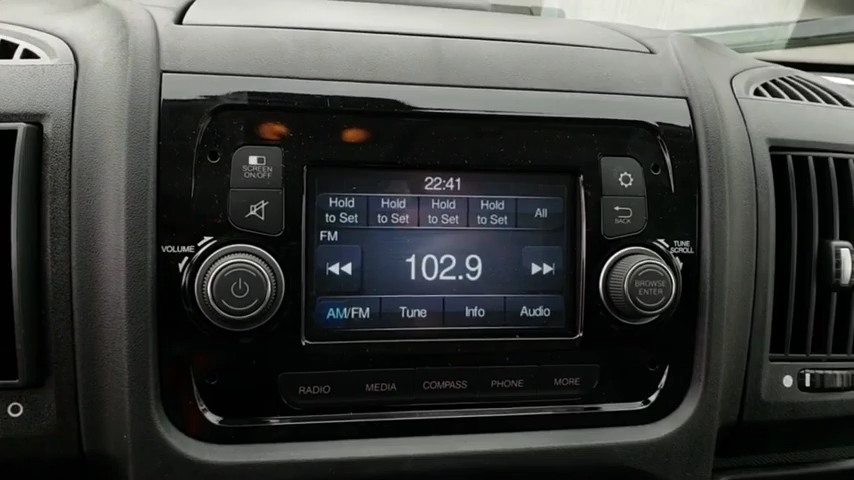 22:41
SCREEN
ON/OFF
Hold
to Set
Hold
to Set
Hold
to Set
Hold
to Set
All
FM
BACK
VOLUME
TUNE
SCROLL
102.9
BROWSE
ENTER
AM/FM
Tune
Info
Audio
RADIO
MEDIA
COMPASS
PHONE
MORE